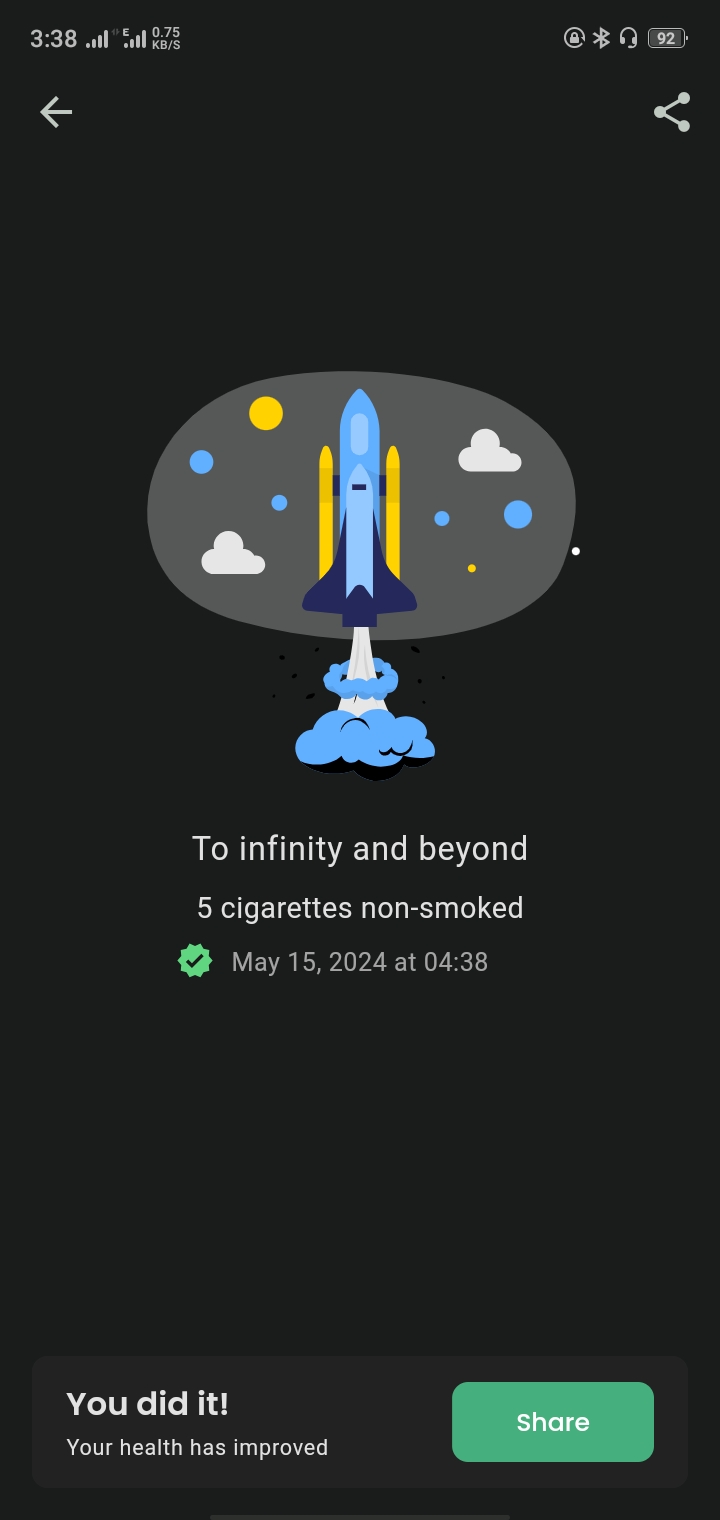 3:38 E 0.75 KB/S 92
To infinity and beyond
5 cigarettes non-smoked
May 15, 2024 at 04:38
You did it!
Your health has improved
Share